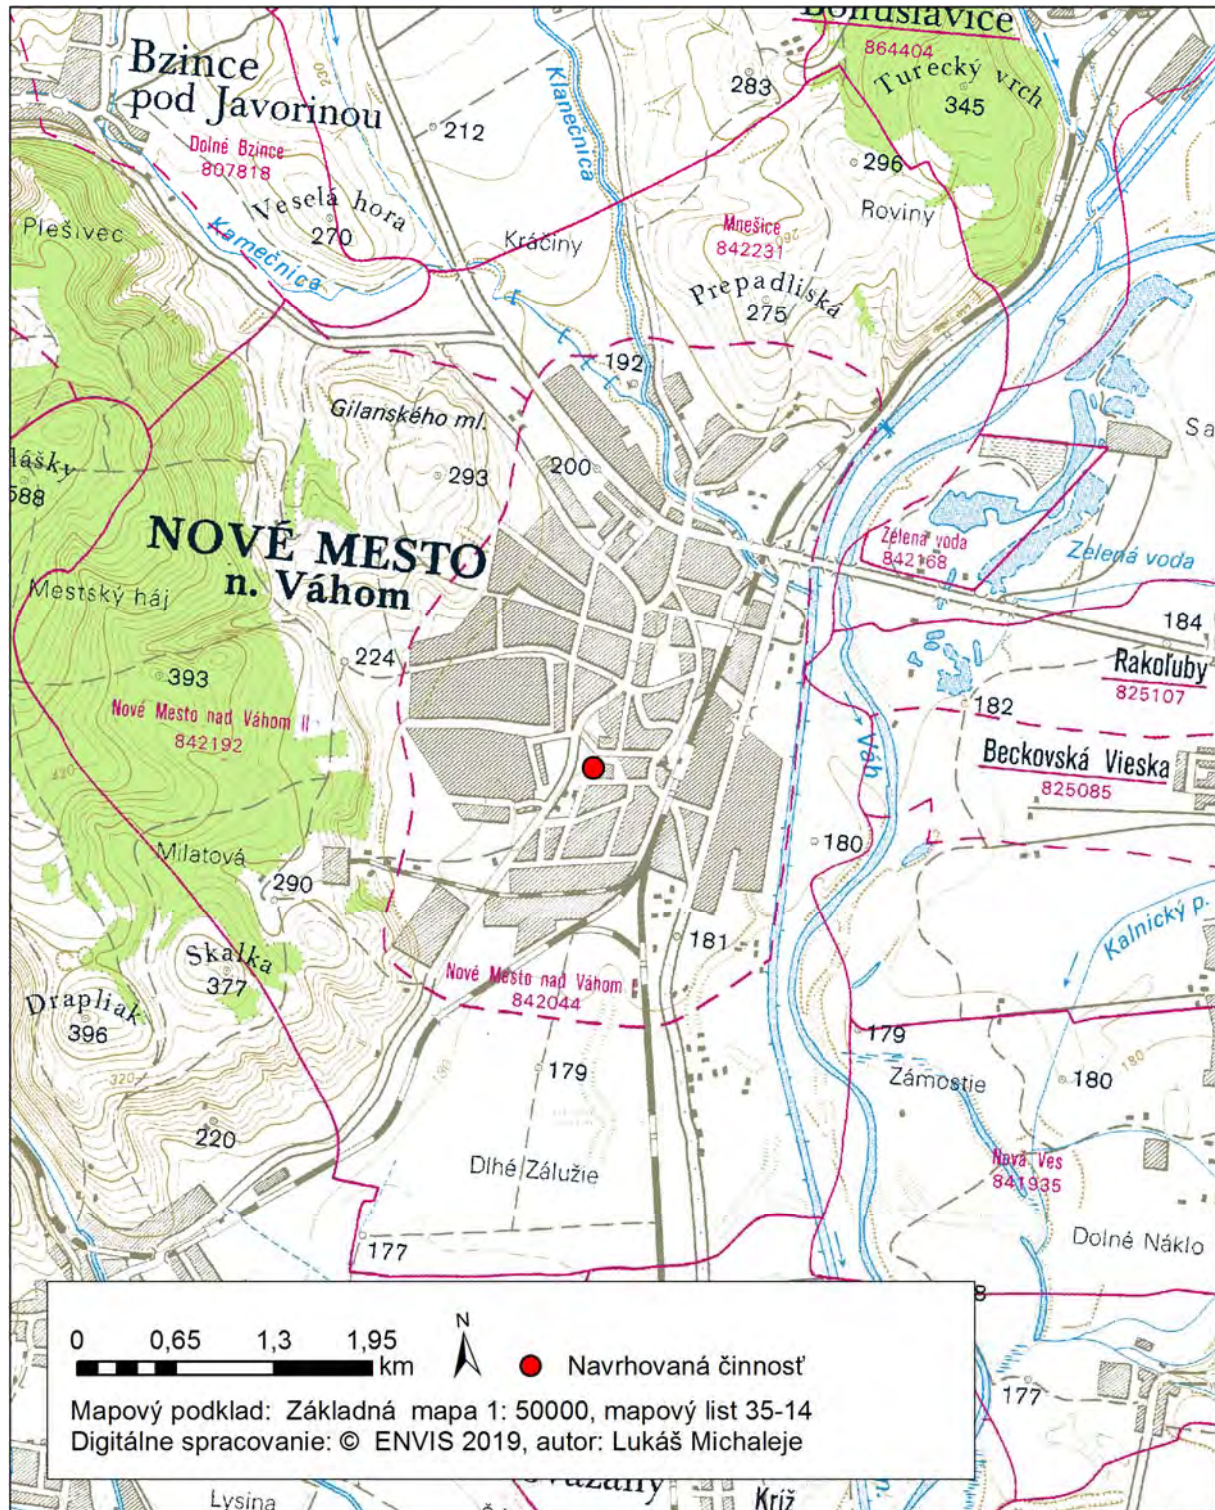 Bohuslavice
864404
Bzince
pod Javorinou
Turecký vrch
345
283
212
Klanečnica
Dolné Bzince
807818
296
Veselá hora
270
Roviny
Plešivec
Mnešice
842231
260
230
Kamečnica
Kráčiny
Prepadliská
275
192
Gilanského ml.
293
200
588
NOVÉ MESTO
n. Váhom
Zelená voda
842168
Zelená voda
Mestský háj
184
224
Rakoľuby
825107
393
Nové Mesto nad Váhom II
842192
182
Váh
Beckovská Vieska
825085
180
Milatová
290
Kalnický p.
181
Skalka
377
Nové Mesto nad Váhom I
842044
Drapliak
396
179
179
180
180
180
320
Zámostie
220
Dlhé Zálužie
Nová Ves
841935
177
Dolné Náklo
0 0,65 1,3 1,95
km
N
Navrhovaná činnosť
Mapový podklad: Základná mapa 1: 50000, mapový list 35-14
Digitálne spracovanie: © ENVIS 2019, autor: Lukáš Michaleje
177
Lysina
Kríž